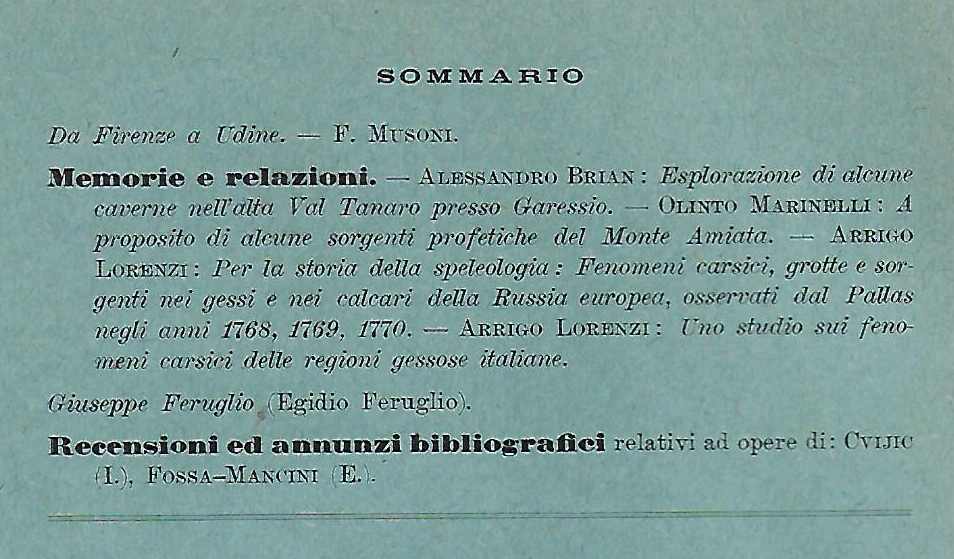 SOMMARIO
Da Firenze a Udine. — F. MUSONI.
Memorie e relazioni. — ALESSANDRO BRIAN : Esplorazione di alcune
caverne nell'alta Val Tanaro presso Garessio. — OLINTO MARINELLI : A
proposito di alcune sorgenti profetiche del Monte Amiata. — ARRIGO
LORENZI : Per la storia della speleologia : Fenomeni carsici, grotte e sor-
genti nei gessi e nei calcari della Russia europea, osservati dal Pallas
negli anni 1768, 1769, 1770. — ARRIGO LORENZI : Uno studio sui feno-
meni carsici delle regioni gessose italiane.
Giuseppe Feruglio (Egidio Feruglio).
Recensioni ed annunzi bibliografici relativi ad opere di: CVIJIC
(I.), FOSSA-MANCINI (E.).